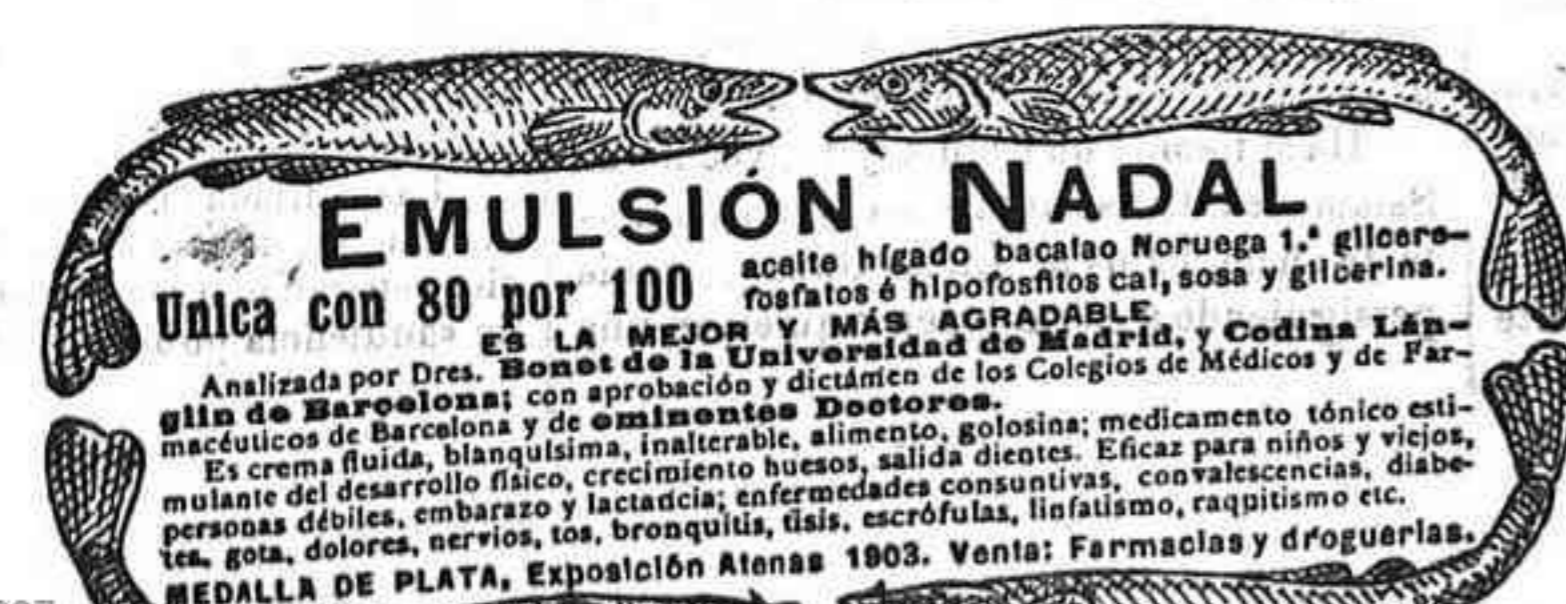 EMULSIÓN NADAL
Unica con 80 por 100 aceite hígado bacalao Noruega 1.ª glicero-
fosfatos é hipofosfitos cal, sosa y glicerina.
ES LA MEJOR Y MÁS AGRADABLE
Analizada por Dres. Bonet de la Universidad de Madrid, y Codina Län-
glin de Barcelona; con aprobación y dictámen de los Colegios de Médicos y de Far-
macéuticos de Barcelona y de eminentes Doctores.
Es crema fluida, blanquísima, inalterable, alimento, golosina; medicamento tónico esti-
mulante del desarrollo físico, crecimiento huesos, salida dientes. Eficaz para niños y viejos,
personas débiles, embarazo y lactancia; enfermedades consuntivas, convalescencias, diabe-
tes, gota, dolores, nervios, tos, bronquitis, tisis, escrófulas, linfatismo, raqpitismo etc.
MEDALLA DE PLATA, Exposición Atenas 1903. Venta: Farmacias y droguerías.